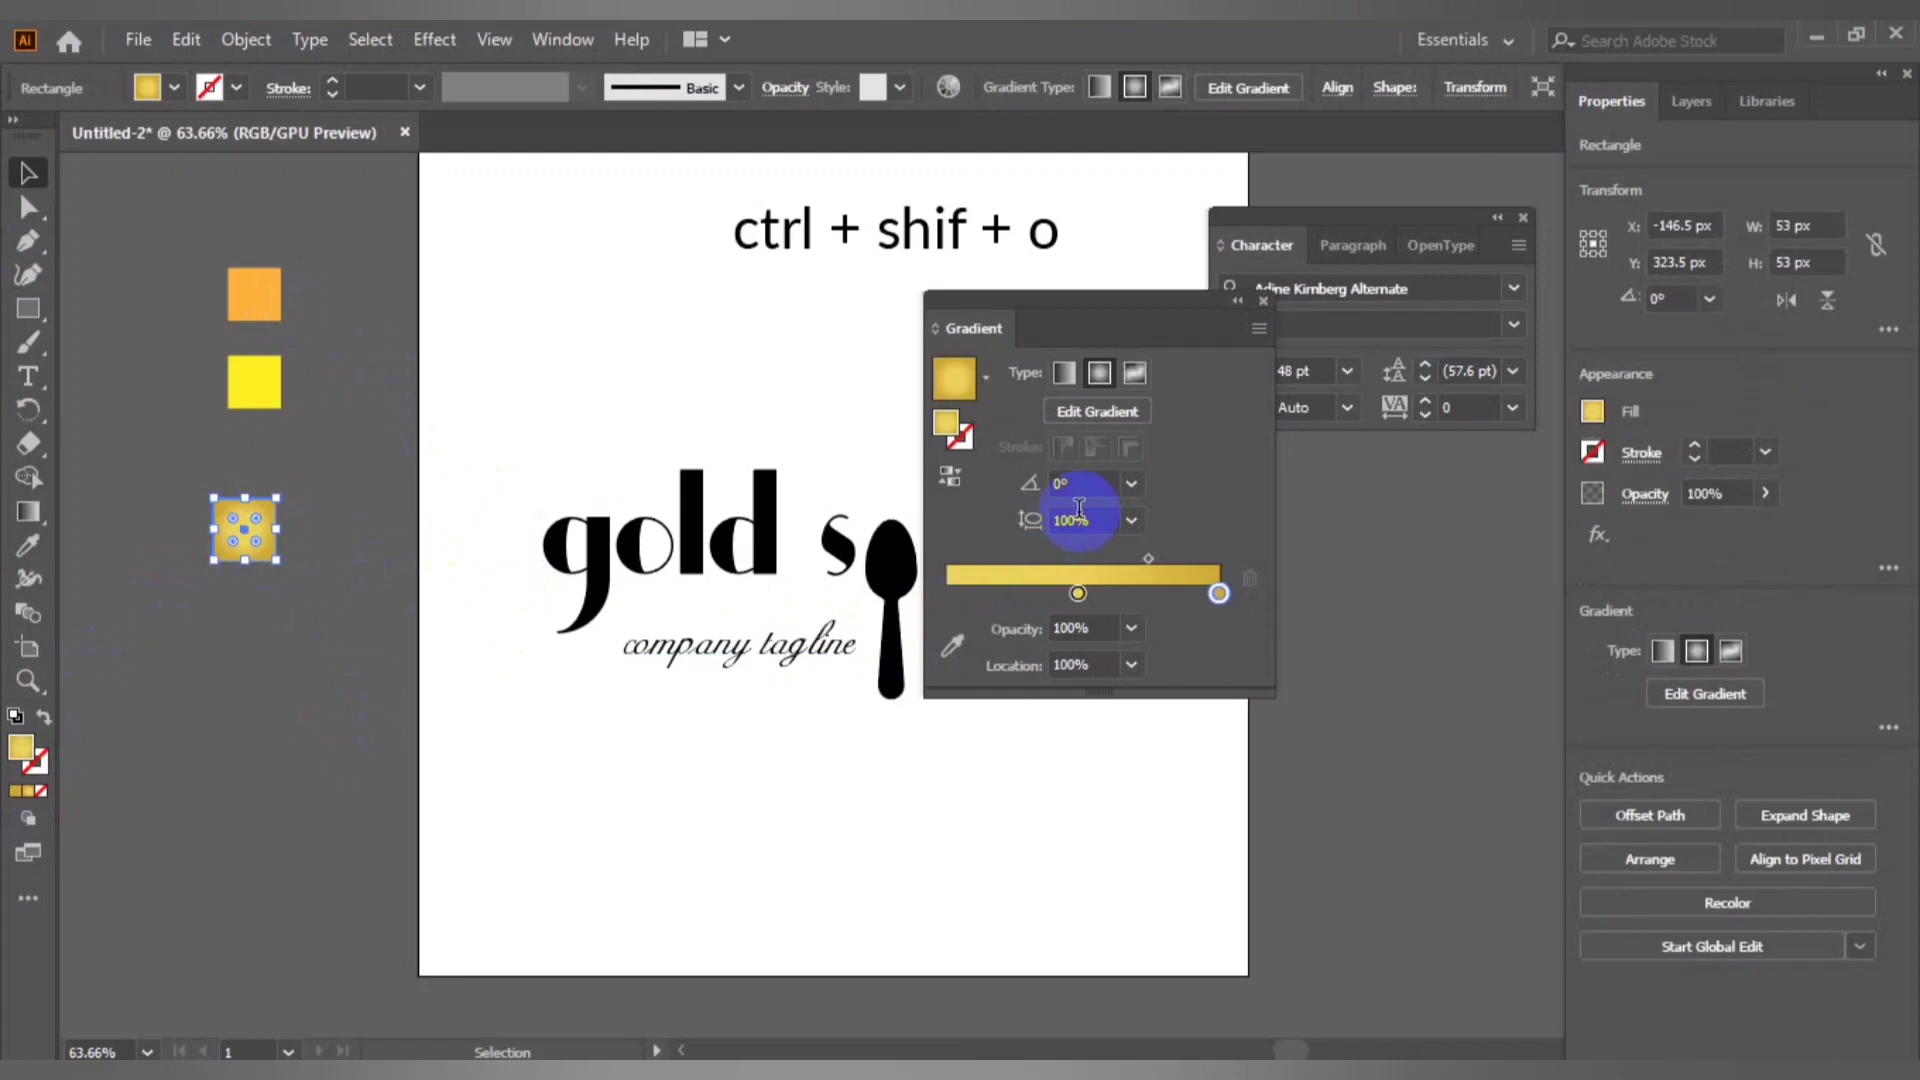 Ai File Edit Object Type Select Effect View Window Help Essentials Search Adobe Stock
Rectangle Stroke: Basic Opacity Style: Gradient Type: Edit Gradient Align Shape: Transform
Untitled-2* @ 63.66% (RGB/GPU Preview)
ctrl + shif + o
gold s
company tagline
Character Paragraph OpenType
Adine Kirnberg Alternate
48 pt (57.6 pt)
Auto VA 0
Gradient
Type:
Edit Gradient
Stroke:
0°
100%
Opacity: 100%
Location: 100%
Properties Layers Libraries
Rectangle
Transform
X: -146.5 px W: 53 px
Y: 323.5 px H: 53 px
0°
Appearance
Fill
Stroke
Opacity 100%
fx.
Gradient
Type:
Edit Gradient
Quick Actions
Offset Path Expand Shape
Arrange Align to Pixel Grid
Recolor
Start Global Edit
63.66% 1 Selection